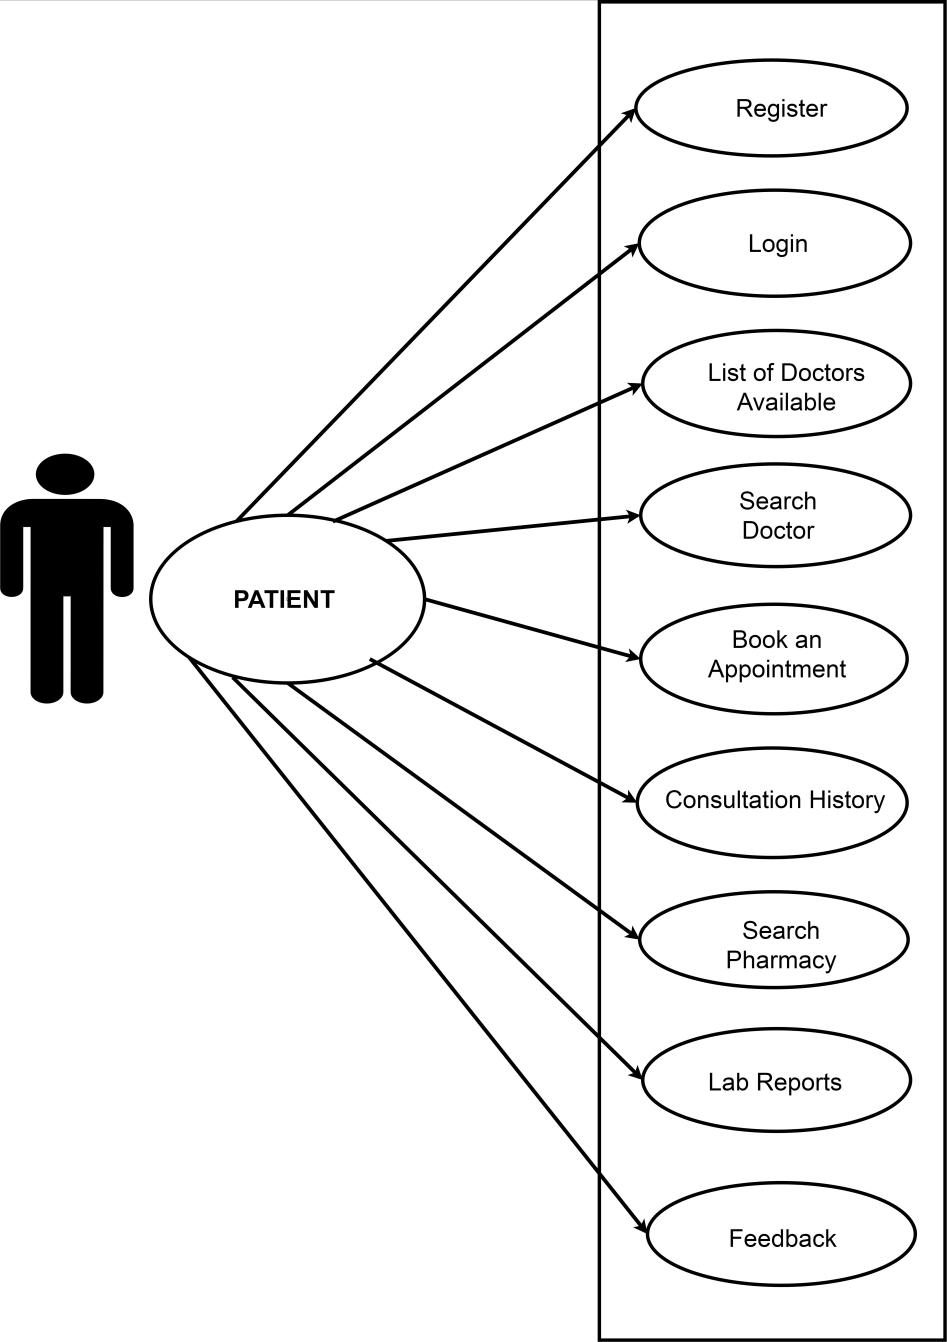 Register
Login
List of Doctors
Available
Search
Doctor
PATIENT
Book an
Appointment
Consultation History
Search
Pharmacy
Lab Reports
Feedback